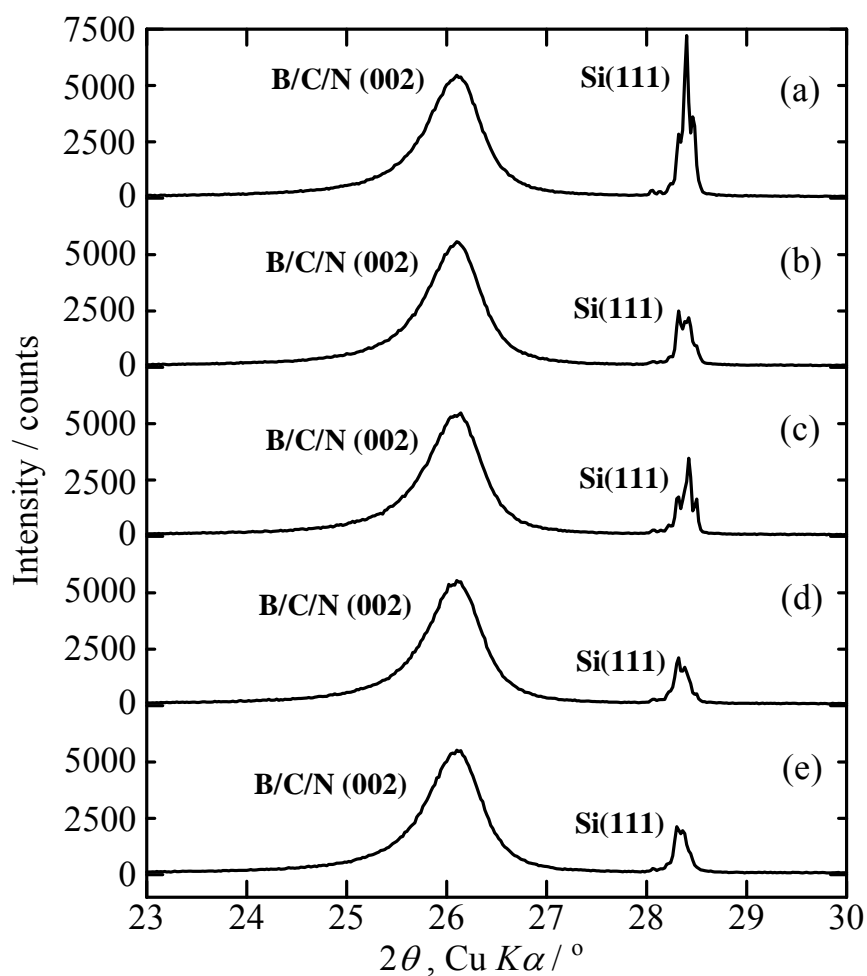 7500
5000
2500
0
B/C/N (002)
Si(111)
(a)
5000
2500
0
B/C/N (002)
Si(111)
(b)
5000
2500
0
B/C/N (002)
Si(111)
(c)
5000
2500
0
B/C/N (002)
Si(111)
(d)
5000
2500
0
B/C/N (002)
Si(111)
(e)
Intensity / counts
23 24 25 26 27 28 29 30
2θ , Cu Kα / °